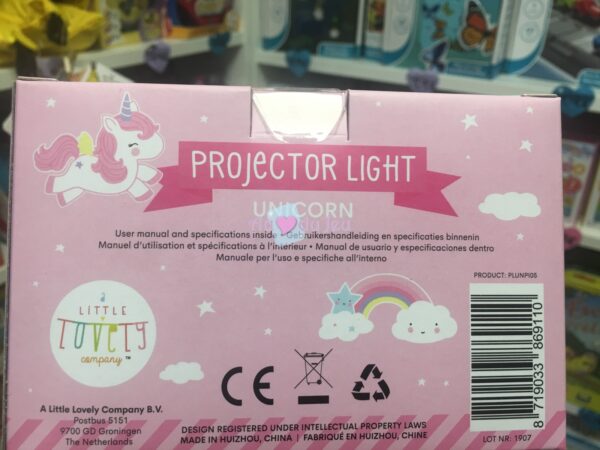 PROJECTOR LIGHT
UNICORN
User manual and specifications inside • Gebruikershandleiding en specificaties binnenin
Manuel d'utilisation et spécifications à l'intérieur • Manual de usuario y especificaciones dentro
Manuale per l'uso e specifiche all'interno
PRODUCT: PLUNPI05
a
LITTLE
LOVELY
company ™
CE
A Little Lovely Company B.V.
Postbus 5151
9700 GD Groningen
The Netherlands
DESIGN REGISTERED UNDER INTELLECTUAL PROPERTY LAWS
MADE IN HUIZHOU, CHINA | FABRIQUÉ EN HUIZHOU, CHINE
8 719033 869110
LOT NR. 1907